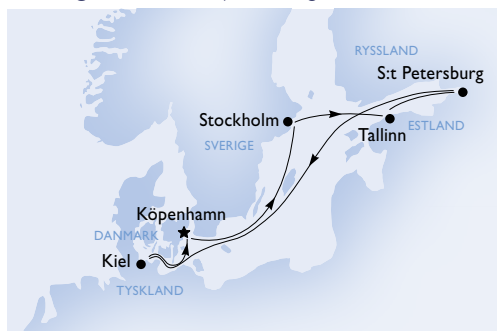 RYSSLAND
S:t Petersburg
Stockholm
Tallinn
ESTLAND
SVERIGE
Köpenhamn
DANMARK
Kiel
TYSKLAND